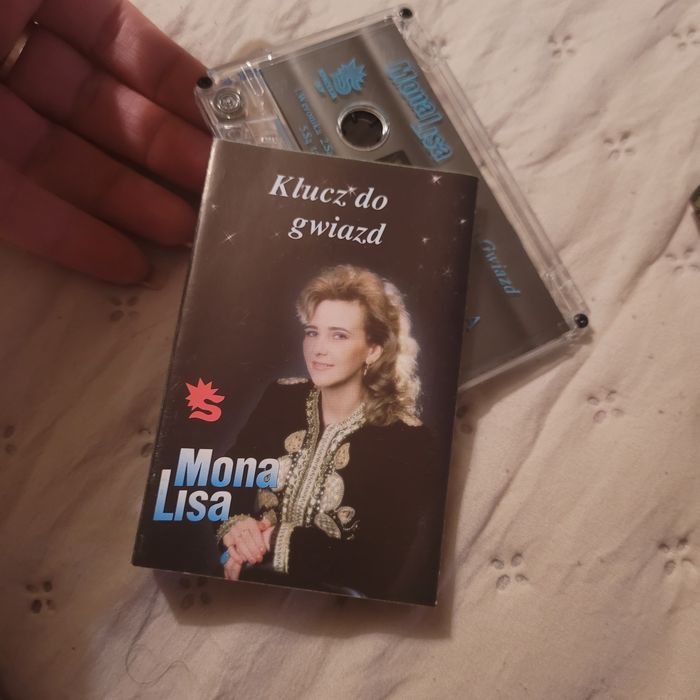 Klucz do
gwiazd
Mona
Lisa
Mona Lisa
Gwiazd
A